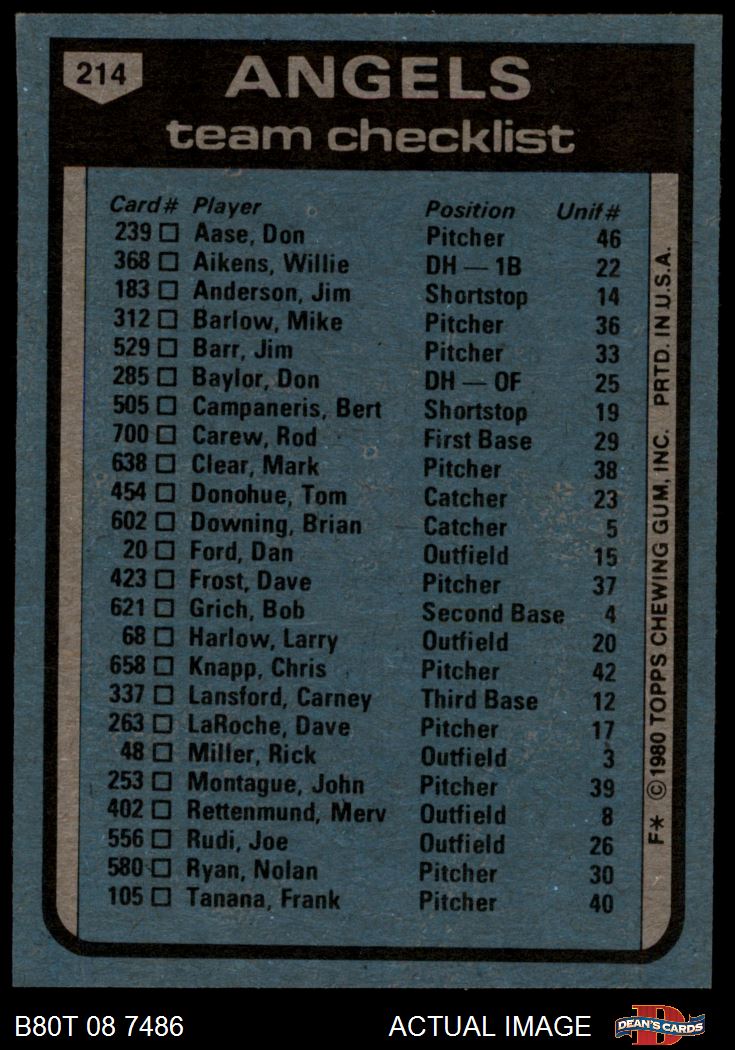 214
ANGELS
team checklist
Card# Player Position Unif#
239 Aase, Don Pitcher 46
368 Aikens, Willie DH — 1B 22
183 Anderson, Jim Shortstop 14
312 Barlow, Mike Pitcher 36
529 Barr, Jim Pitcher 33
285 Baylor, Don DH — OF 25
505 Campaneris, Bert Shortstop 19
700 Carew, Rod First Base 29
638 Clear, Mark Pitcher 38
454 Donohue, Tom Catcher 23
602 Downing, Brian Catcher 5
20 Ford, Dan Outfield 15
423 Frost, Dave Pitcher 37
621 Grich, Bob Second Base 4
68 Harlow, Larry Outfield 20
658 Knapp, Chris Pitcher 42
337 Lansford, Carney Third Base 12
263 LaRoche, Dave Pitcher 17
48 Miller, Rick Outfield 3
253 Montague, John Pitcher 39
402 Rettenmund, Merv Outfield 8
556 Rudi, Joe Outfield 26
580 Ryan, Nolan Pitcher 30
105 Tanana, Frank Pitcher 40
F* © 1980 TOPPS CHEWING GUM, INC. PRTD. IN U.S.A.
B80T 08 7486 ACTUAL IMAGE
D
DEAN'S CARDS